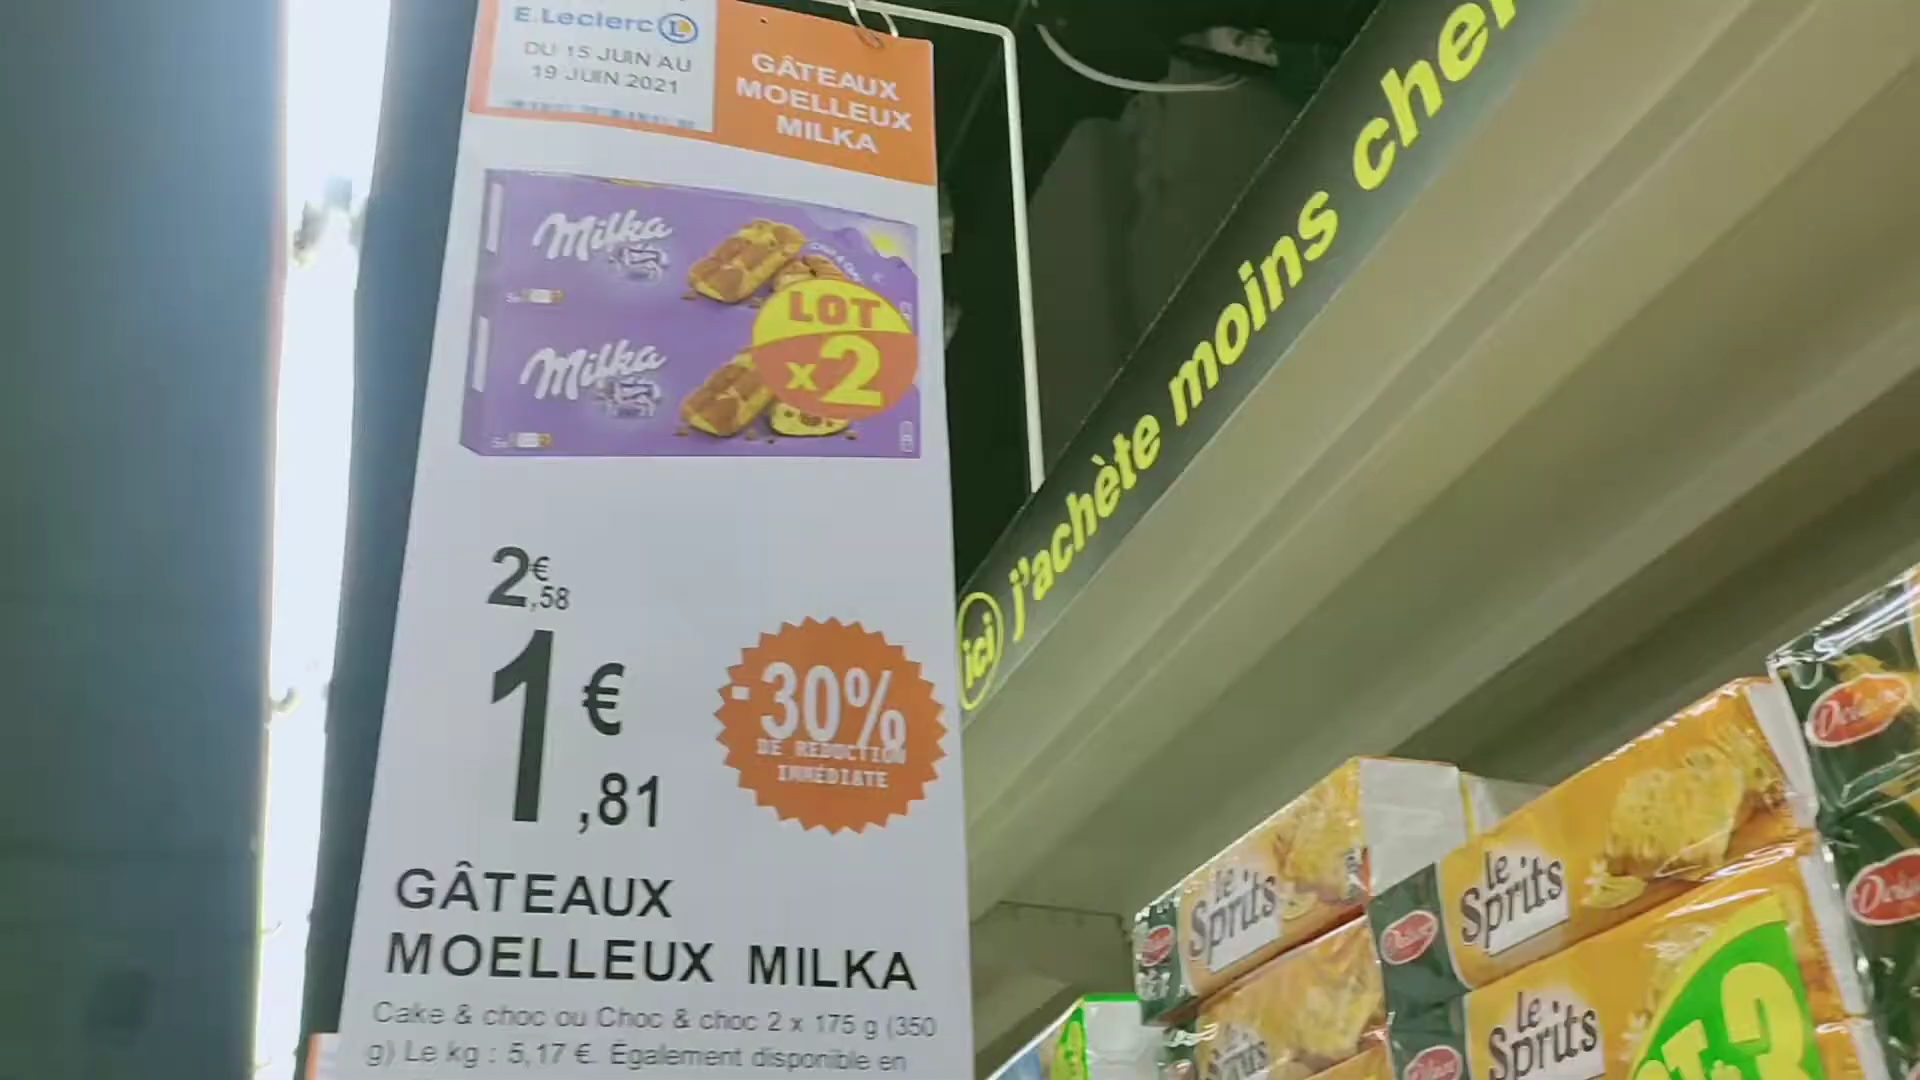 E.Leclerc
DU 15 JUIN AU
19 JUIN 2021
GÂTEAUX
MOELLEUX
MILKA
Milka
LOT
x2
Milka
2€,58
1€,81
-30%
DE REDUCTION
IMMÉDIATE
GÂTEAUX
MOELLEUX MILKA
Cake & choc ou Choc & choc 2 x 175 g (350
g) Le kg : 5,17 €. Également disponible en
ici j'achète moins cher
le
Sprits
le
Sprits
le
Sprits